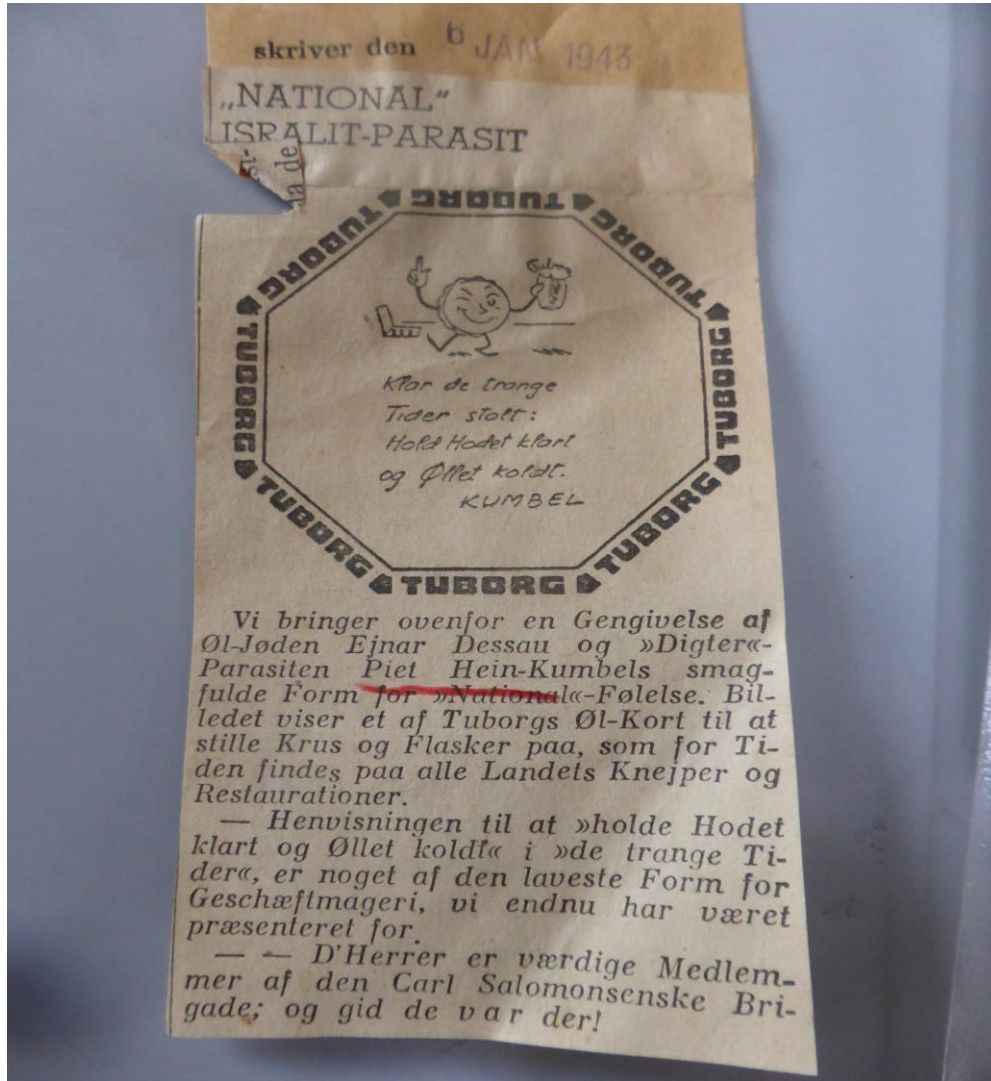 skriver den 6 JAN 1943
„NATIONAL"
ISRALIT-PARASIT
la de
TUBORG
TUBORG
TUBORG
TUBORG
TUBORG
TUBORG
TUBORG
TUBORG
Klar de trange
Tider stolt:
Hold Hodet klart
og Øllet koldt.
KUMBEL
Vi bringer ovenfor en Gengivelse af
Øl-Jøden Ejnar Dessau og »Digter«-
Parasiten Piet Hein-Kumbels smag-
fulde Form for »National«-Følelse. Bil-
ledet viser et af Tuborgs Øl-Kort til at
stille Krus og Flasker paa, som for Ti-
den findes paa alle Landets Knejper og
Restaurationer.
— Henvisningen til at »holde Hodet
klart og Øllet koldt« i »de trange Ti-
der«, er noget af den laveste Form for
Geschæftmageri, vi endnu har været
præsenteret for.
— — D'Herrer er værdige Medlem-
mer af den Carl Salomonsenske Bri-
gade; og gid de var der!